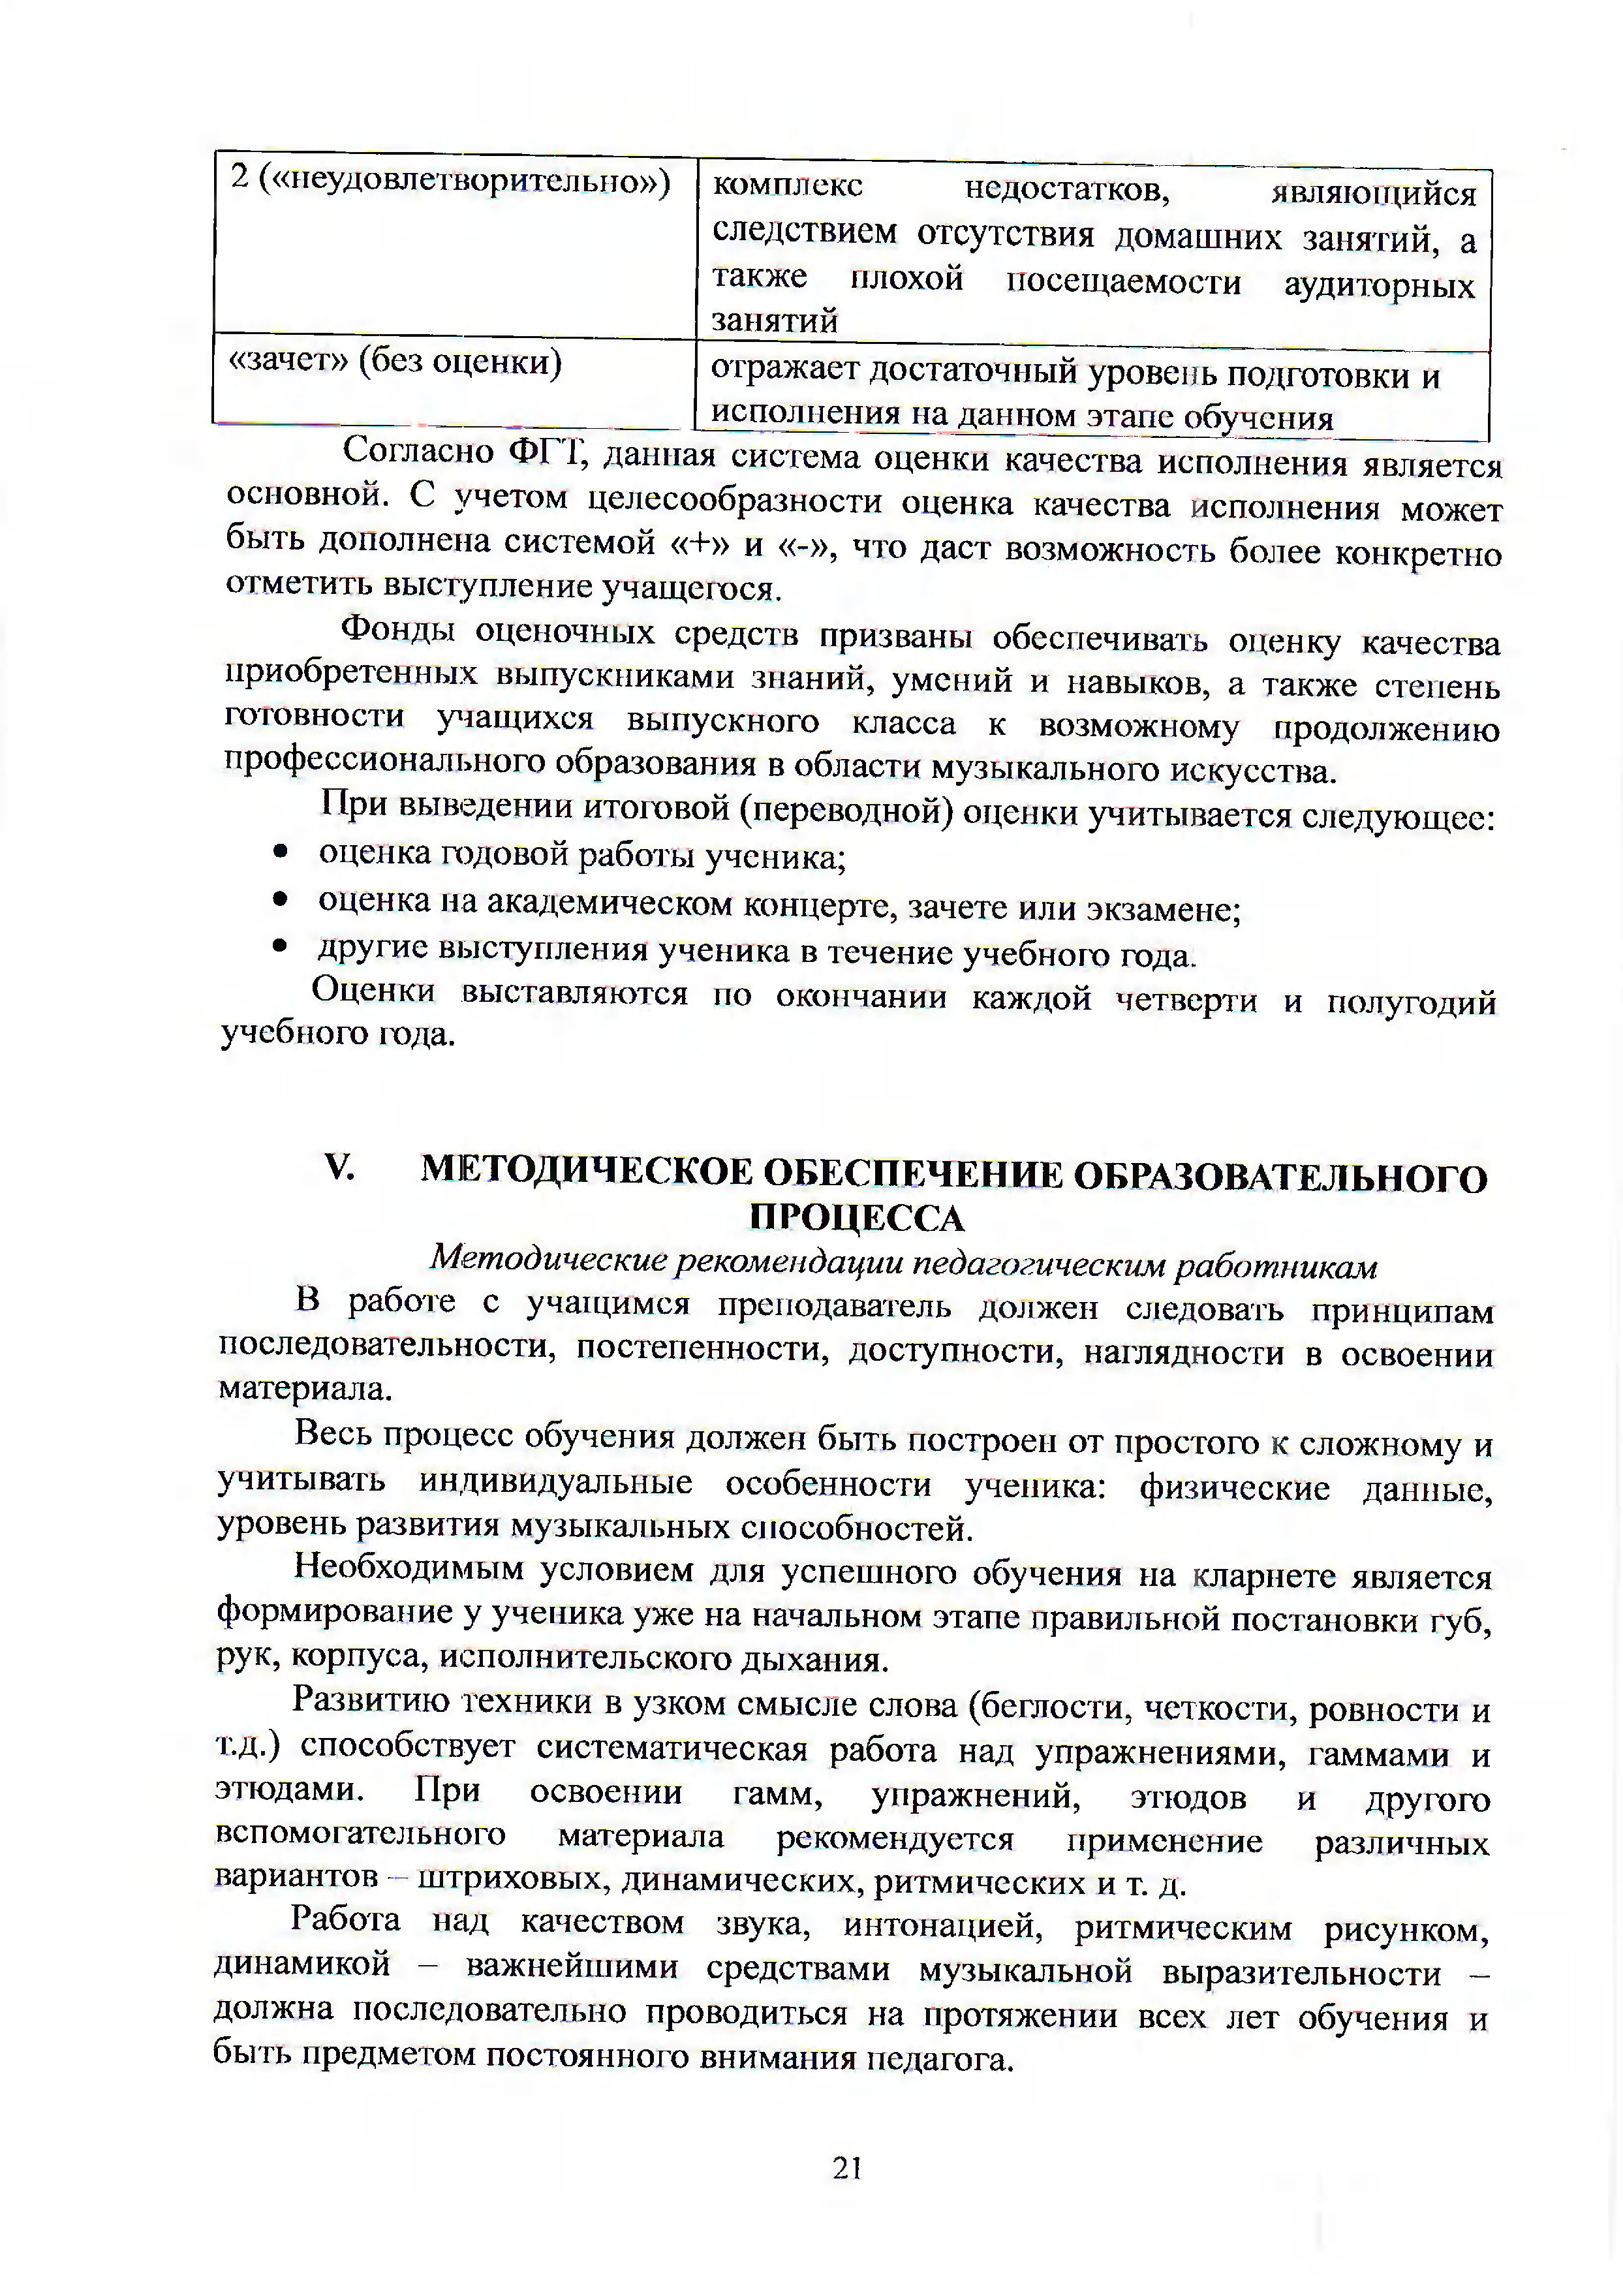 2 («неудовлетворительно»)
комплекс недостатков, являющийся
следствием отсутствия домашних занятий, а
также плохой посещаемости аудиторных
занятий
«зачет» (без оценки)
отражает достаточный уровень подготовки и
исполнения на данном этапе обучения
Согласно ФГТ, данная система оценки качества исполнения является
основной. С учетом целесообразности оценка качества исполнения может
быть дополнена системой «+» и «-», что даст возможность более конкретно
отметить выступление учащегося.
Фонды оценочных средств призваны обеспечивать оценку качества
приобретенных выпускниками знаний, умений и навыков, а также степень
готовности учащихся выпускного класса к возможному продолжению
профессионального образования в области музыкального искусства.
При выведении итоговой (переводной) оценки учитывается следующее:
• оценка годовой работы ученика;
• оценка на академическом концерте, зачете или экзамене;
• другие выступления ученика в течение учебного года.
Оценки выставляются по окончании каждой четверти и полугодий
учебного года.
V. МЕТОДИЧЕСКОЕ ОБЕСПЕЧЕНИЕ ОБРАЗОВАТЕЛЬНОГО
ПРОЦЕССА
Методические рекомендации педагогическим работникам
В работе с учащимся преподаватель должен следовать принципам
последовательности, постепенности, доступности, наглядности в освоении
материала.
Весь процесс обучения должен быть построен от простого к сложному и
учитывать индивидуальные особенности ученика: физические данные,
уровень развития музыкальных способностей.
Необходимым условием для успешного обучения на кларнете является
формирование у ученика уже на начальном этапе правильной постановки губ,
рук, корпуса, исполнительского дыхания.
Развитию техники в узком смысле слова (беглости, четкости, ровности и
т.д.) способствует систематическая работа над упражнениями, гаммами и
этюдами. При освоении гамм, упражнений, этюдов и другого
вспомогательного материала рекомендуется применение различных
вариантов – штриховых, динамических, ритмических и т. д.
Работа над качеством звука, интонацией, ритмическим рисунком,
динамикой – важнейшими средствами музыкальной выразительности –
должна последовательно проводиться на протяжении всех лет обучения и
быть предметом постоянного внимания педагога.
21